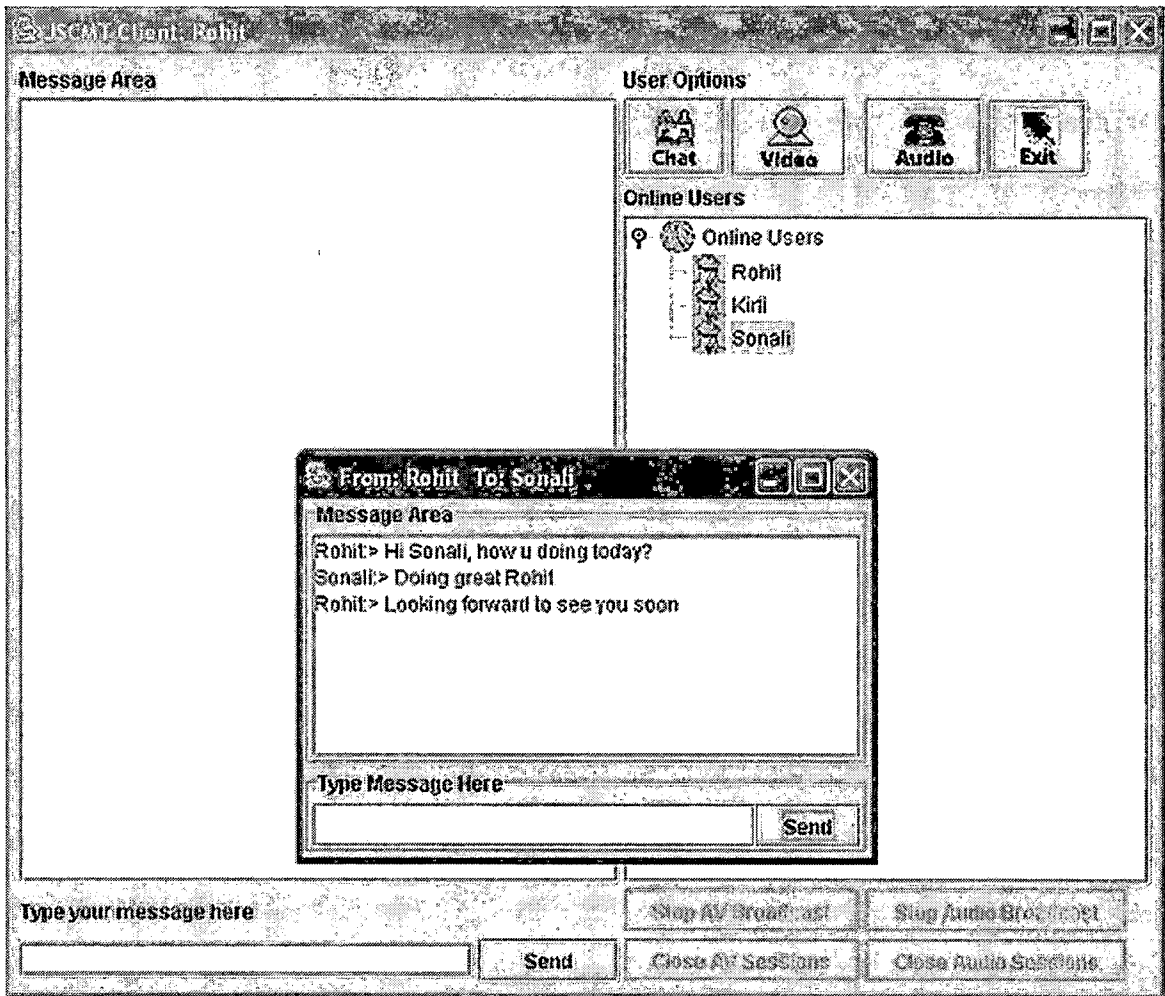 JSCMT Client: Rohit
Message Area
User Options
Chat Video Audio Exit
Online Users
Online Users
Rohit
Kiril
Sonali
From: Rohit To: Sonali
Message Area
Rohit:> Hi Sonali, how u doing today?
Sonali:> Doing great Rohit
Rohit:> Looking forward to see you soon
Type Message Here
Send
Type your message here
Send
Stop AV Broadcast Stop Audio Broadcast
Close AV Sessions Close Audio Sessions